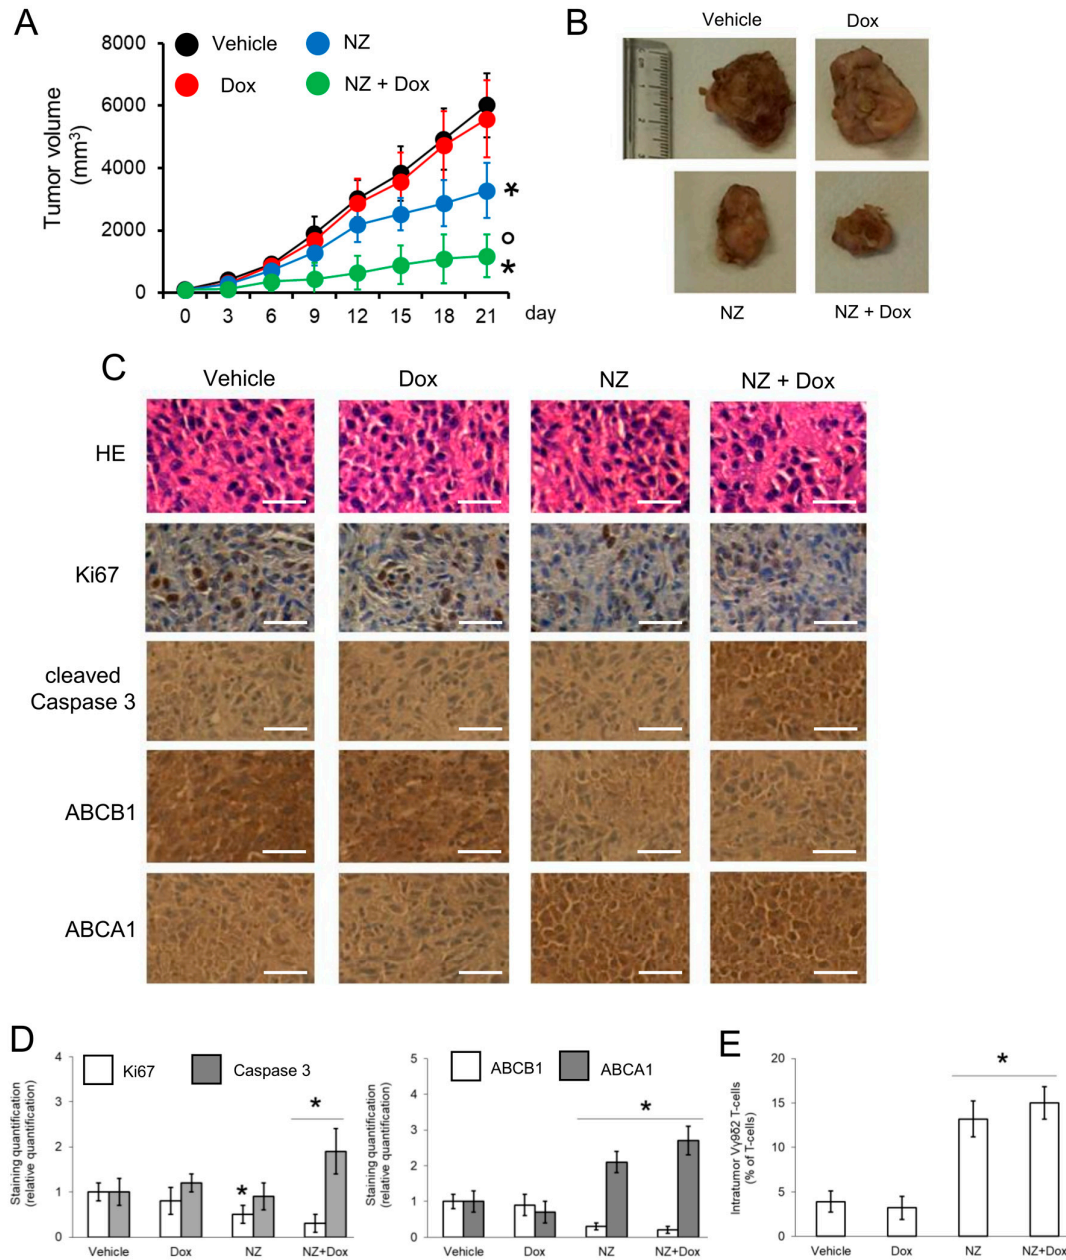 A
8000
6000
4000
2000
0
Tumor volume
(mm³)
Vehicle
NZ
Dox
NZ + Dox
*
°
*
0 3 6 9 12 15 18 21 day
B
Vehicle Dox
NZ NZ + Dox
C
Vehicle Dox NZ NZ + Dox
HE
Ki67
cleaved
Caspase 3
ABCB1
ABCA1
D
4
3
2
1
0
Staining quantification
(relative quantification)
Ki67 Caspase 3
*
*
Vehicle Dox NZ NZ+Dox
5
4
3
2
1
0
Staining quantification
(relative quantification)
ABCB1 ABCA1
*
Vehicle Dox NZ NZ+Dox
E
20
15
10
5
0
Intratumor Vγ9δ2 T-cells
(% of T-cells)
*
Vehicle Dox NZ NZ+Dox